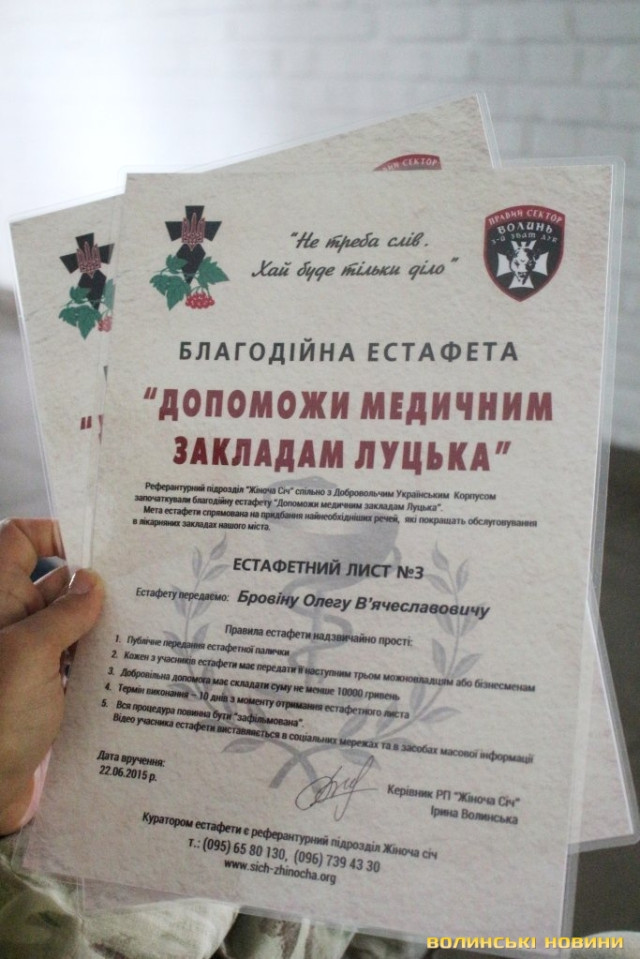 СЕКТОР
"Не треба слів.
Хай буде тільки діло"
ПРАВИЙ СЕКТОР
ВОЛИНЬ
БЛАГОДІЙНА ЕСТАФЕТА
"ДОПОМОЖИ МЕДИЧНИМ
ЗАКЛАДАМ ЛУЦЬКА"
Реферантурний підрозділ "Жіноча Січ" спільно з Добровольчим Українським Корпусом
започаткували благодійну естафету "Допоможи медичним закладам Луцька".
Мета естафети спрямована на придбання найнеобхідніших речей, які покращать обслуговування
в лікарняних закладах нашого міста.
ЕСТАФЕТНИЙ ЛИСТ №3
Естафету передаємо: Бровіну Олегу В'ячеславовичу
Правила естафети надзвичайно прості:
1. Публічне передання естафетної палички
2. Кожен з учасників естафети має передати її наступним трьом можновладцям або бізнесменам
3. Добровільна допомога має складати суму не менше 10000 гривень
4. Термін виконання – 10 днів з моменту отримання естафетного листа
5. Вся процедура повинна бути "зафільмована".
Відео учасника естафети виставляється в соціальних мережах та в засобах масової інформації
Дата вручення:
22.06.2015 р.
Керівник РП "Жіноча Січ"
Ірина Волинська
Куратором естафети є реферантурний підрозділ Жіноча січ
т.: (095) 65 80 130, (096) 739 43 30
www.sich-zhinocha.org
ВОЛИНСЬКІ НОВИНИ